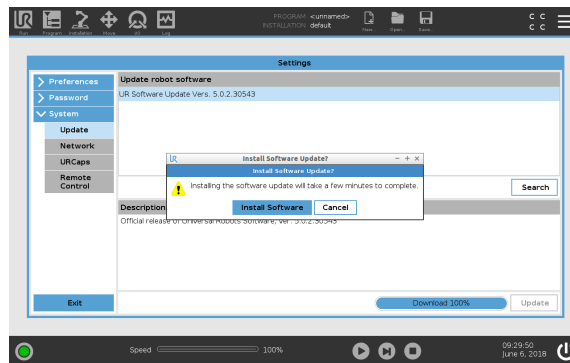 UR
Run
Program
Installation
Move
I/O
Log
PROGRAM <unnamed>
INSTALLATION default
New...
Open...
Save...
C C
C C
Settings
Preferences
Password
System
Update
Network
URCaps
Remote
Control
Exit
Update robot software
UR Software Update Vers. 5.0.2.30543
Search
Install Software Update?
Install Software Update?
Installing the software update will take a few minutes to complete.
Install Software
Cancel
Description
Official release of Universal Robots Software, ver. 5.0.2.30543
Download 100%
Update
Speed
100%
09:29:50
June 6, 2018